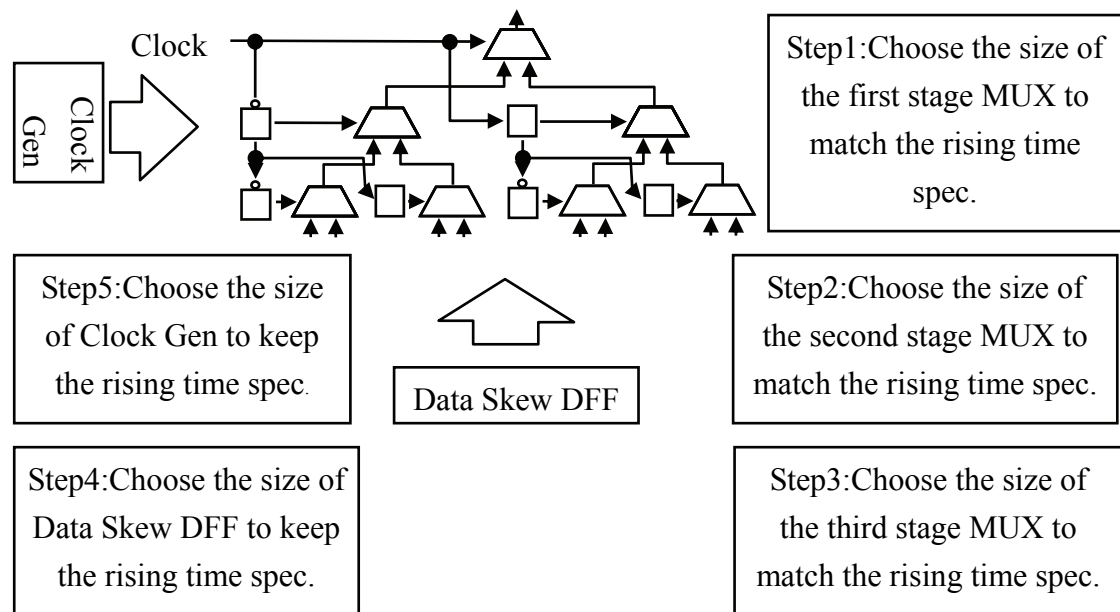 Clock
Clock
Gen
Step1:Choose the size of
the first stage MUX to
match the rising time
spec.
Step5:Choose the size
of Clock Gen to keep
the rising time spec.
Data Skew DFF
Step2:Choose the size of
the second stage MUX to
match the rising time spec.
Step4:Choose the size of
Data Skew DFF to keep
the rising time spec.
Step3:Choose the size of
the third stage MUX to
match the rising time spec.